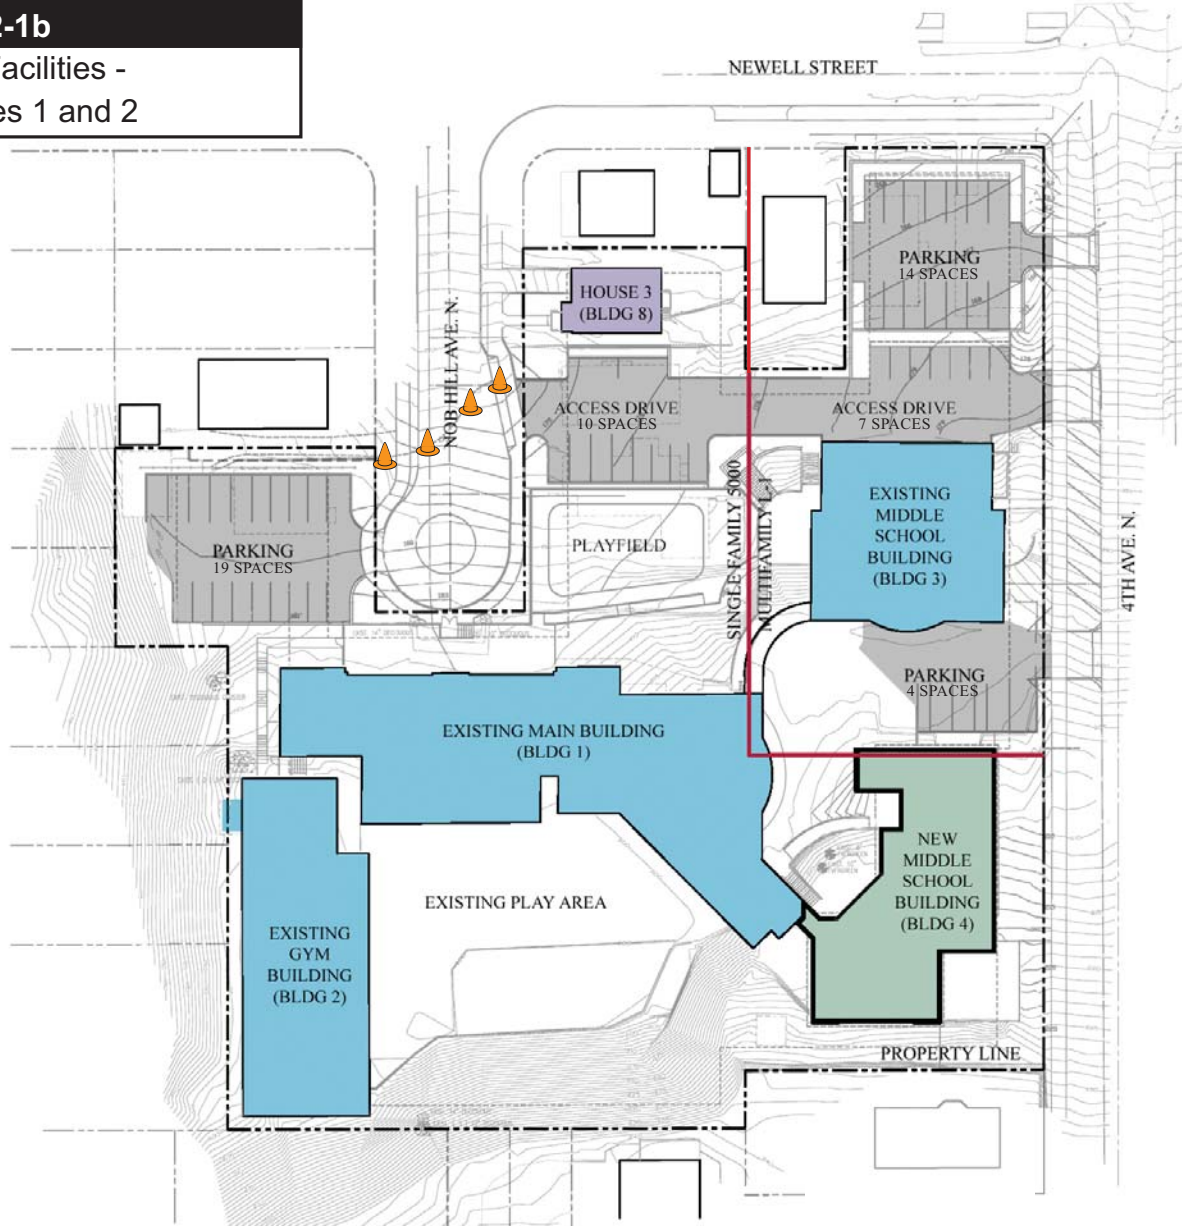 2-1b
acilities -
es 1 and 2
NEWELL STREET
PARKING
14 SPACES
HOUSE 3
(BLDG 8)
NOB HILL AVE. N.
ACCESS DRIVE
10 SPACES
ACCESS DRIVE
7 SPACES
SINGLE FAMILY 5000
MULTIFAMILY L-1
EXISTING
MIDDLE
SCHOOL
BUILDING
(BLDG 3)
4TH AVE. N.
PARKING
19 SPACES
PLAYFIELD
PARKING
4 SPACES
EXISTING MAIN BUILDING
(BLDG 1)
NEW
MIDDLE
SCHOOL
BUILDING
(BLDG 4)
EXISTING PLAY AREA
EXISTING
GYM
BUILDING
(BLDG 2)
PROPERTY LINE